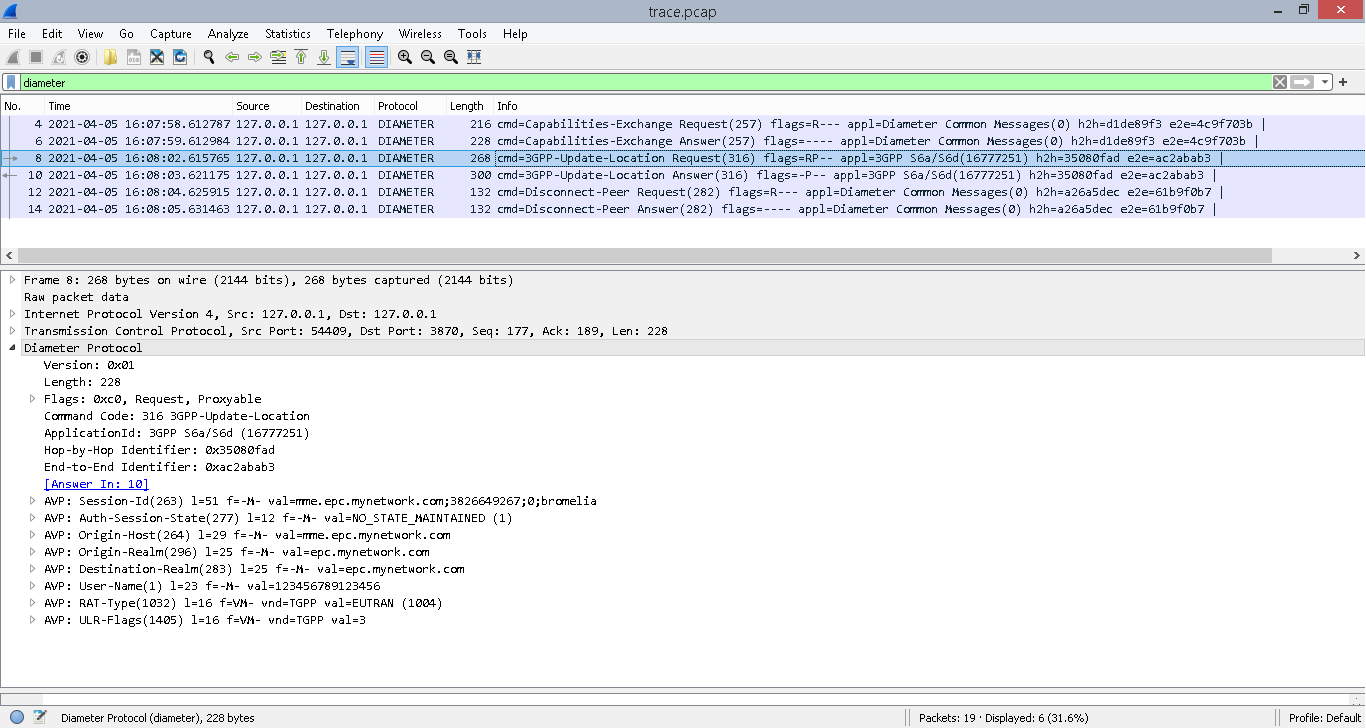 trace.pcap
File Edit View Go Capture Analyze Statistics Telephony Wireless Tools Help
diameter
No. Time Source Destination Protocol Length Info
4 2021-04-05 16:07:58.612787 127.0.0.1 127.0.0.1 DIAMETER 216 cmd=Capabilities-Exchange Request(257) flags=R--- appl=Diameter Common Messages(0) h2h=d1de89f3 e2e=4c9f703b |
6 2021-04-05 16:07:59.612984 127.0.0.1 127.0.0.1 DIAMETER 228 cmd=Capabilities-Exchange Answer(257) flags=---- appl=Diameter Common Messages(0) h2h=d1de89f3 e2e=4c9f703b |
8 2021-04-05 16:08:02.615765 127.0.0.1 127.0.0.1 DIAMETER 268 cmd=3GPP-Update-Location Request(316) flags=RP-- appl=3GPP S6a/S6d(16777251) h2h=35080fad e2e=ac2abab3 |
10 2021-04-05 16:08:03.621175 127.0.0.1 127.0.0.1 DIAMETER 300 cmd=3GPP-Update-Location Answer(316) flags=-P-- appl=3GPP S6a/S6d(16777251) h2h=35080fad e2e=ac2abab3 |
12 2021-04-05 16:08:04.625915 127.0.0.1 127.0.0.1 DIAMETER 132 cmd=Disconnect-Peer Request(282) flags=R--- appl=Diameter Common Messages(0) h2h=a26a5dec e2e=61b9f0b7 |
14 2021-04-05 16:08:05.631463 127.0.0.1 127.0.0.1 DIAMETER 132 cmd=Disconnect-Peer Answer(282) flags=---- appl=Diameter Common Messages(0) h2h=a26a5dec e2e=61b9f0b7 |
Frame 8: 268 bytes on wire (2144 bits), 268 bytes captured (2144 bits)
Raw packet data
Internet Protocol Version 4, Src: 127.0.0.1, Dst: 127.0.0.1
Transmission Control Protocol, Src Port: 54409, Dst Port: 3870, Seq: 177, Ack: 189, Len: 228
Diameter Protocol
Version: 0x01
Length: 228
Flags: 0xc0, Request, Proxyable
Command Code: 316 3GPP-Update-Location
ApplicationId: 3GPP S6a/S6d (16777251)
Hop-by-Hop Identifier: 0x35080fad
End-to-End Identifier: 0xac2abab3
[Answer In: 10]
AVP: Session-Id(263) l=51 f=-M- val=mme.epc.mynetwork.com;3826649267;0;bromelia
AVP: Auth-Session-State(277) l=12 f=-M- val=NO_STATE_MAINTAINED (1)
AVP: Origin-Host(264) l=29 f=-M- val=mme.epc.mynetwork.com
AVP: Origin-Realm(296) l=25 f=-M- val=epc.mynetwork.com
AVP: Destination-Realm(283) l=25 f=-M- val=epc.mynetwork.com
AVP: User-Name(1) l=23 f=-M- val=123456789123456
AVP: RAT-Type(1032) l=16 f=VM- vnd=TGPP val=EUTRAN (1004)
AVP: ULR-Flags(1405) l=16 f=VM- vnd=TGPP val=3
Diameter Protocol (diameter), 228 bytes Packets: 19 · Displayed: 6 (31.6%) Profile: Default